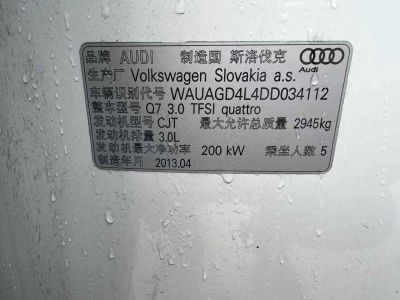 品牌 AUDI 制造国 斯洛伐克
Audi
生产厂 Volkswagen Slovakia a.s.
车辆识别代号 WAUAGD4L4DD034112
整车型号 Q7 3.0 TFSI quattro
发动机型号 CJT 最大允许总质量 2945kg
发动机排量 3.0L
发动机最大净功率 200 kW 乘坐人数 5
制造年月 2013.04